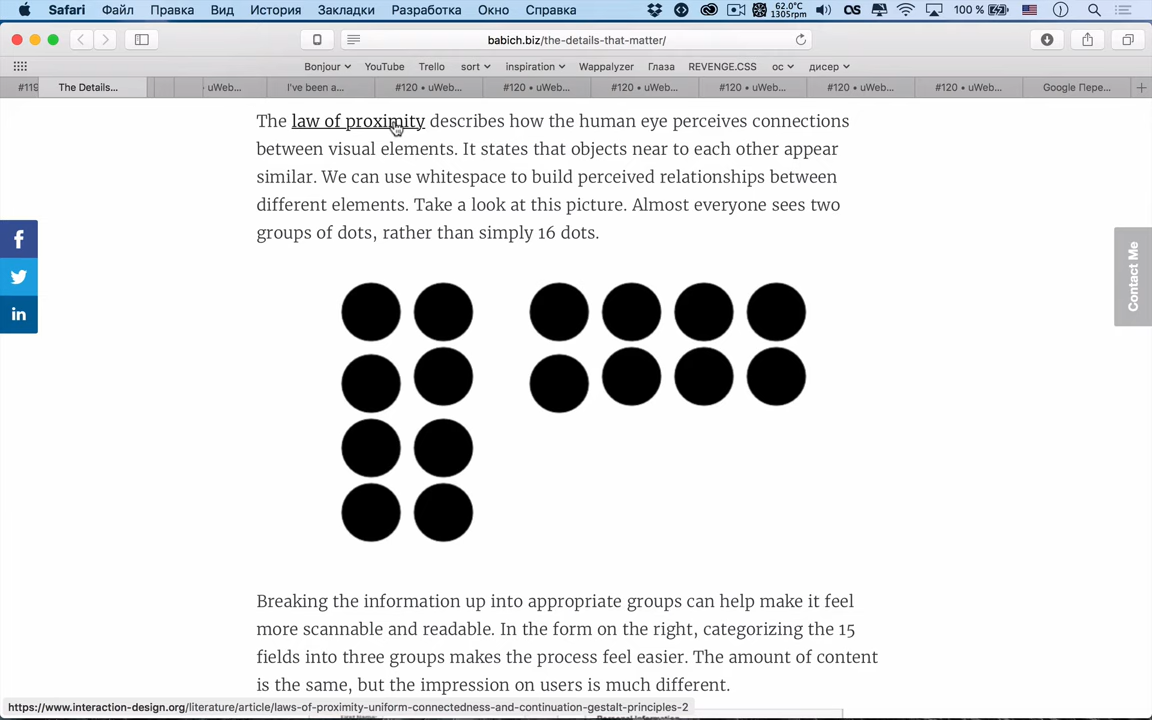 Safari Файл Правка Вид История Закладки Разработка Окно Справка 62.0°C 1305rpm 100 %
babich.biz/the-details-that-matter/
Bonjour YouTube Trello sort inspiration Wappalyzer Глаза REVENGE.CSS ос дисер
#119 The Details... · uWeb... I've been a... #120 • uWeb... #120 • uWeb... #120 • uWeb... #120 • uWeb... #120 • uWeb... #120 • uWeb... Google Пере...
The law of proximity describes how the human eye perceives connections
between visual elements. It states that objects near to each other appear
similar. We can use whitespace to build perceived relationships between
different elements. Take a look at this picture. Almost everyone sees two
groups of dots, rather than simply 16 dots.
Contact Me
Breaking the information up into appropriate groups can help make it feel
more scannable and readable. In the form on the right, categorizing the 15
fields into three groups makes the process feel easier. The amount of content
is the same, but the impression on users is much different.
https://www.interaction-design.org/literature/article/laws-of-proximity-uniform-connectedness-and-continuation-gestalt-principles-2